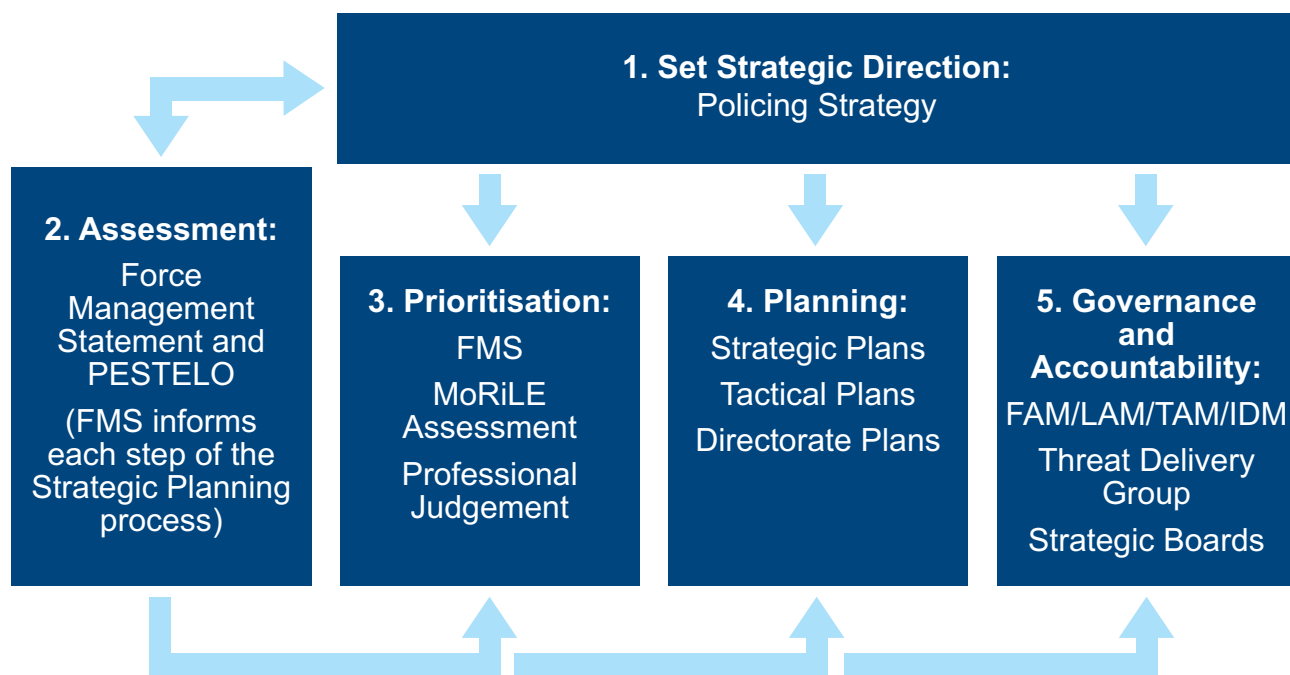 1. Set Strategic Direction:
Policing Strategy
2. Assessment:
Force
Management
Statement and
PESTELO
(FMS informs
each step of the
Strategic Planning
process)
3. Prioritisation:
FMS
MoRiLE
Assessment
Professional
Judgement
4. Planning:
Strategic Plans
Tactical Plans
Directorate Plans
5. Governance
and
Accountability:
FAM/LAM/TAM/IDM
Threat Delivery
Group
Strategic Boards